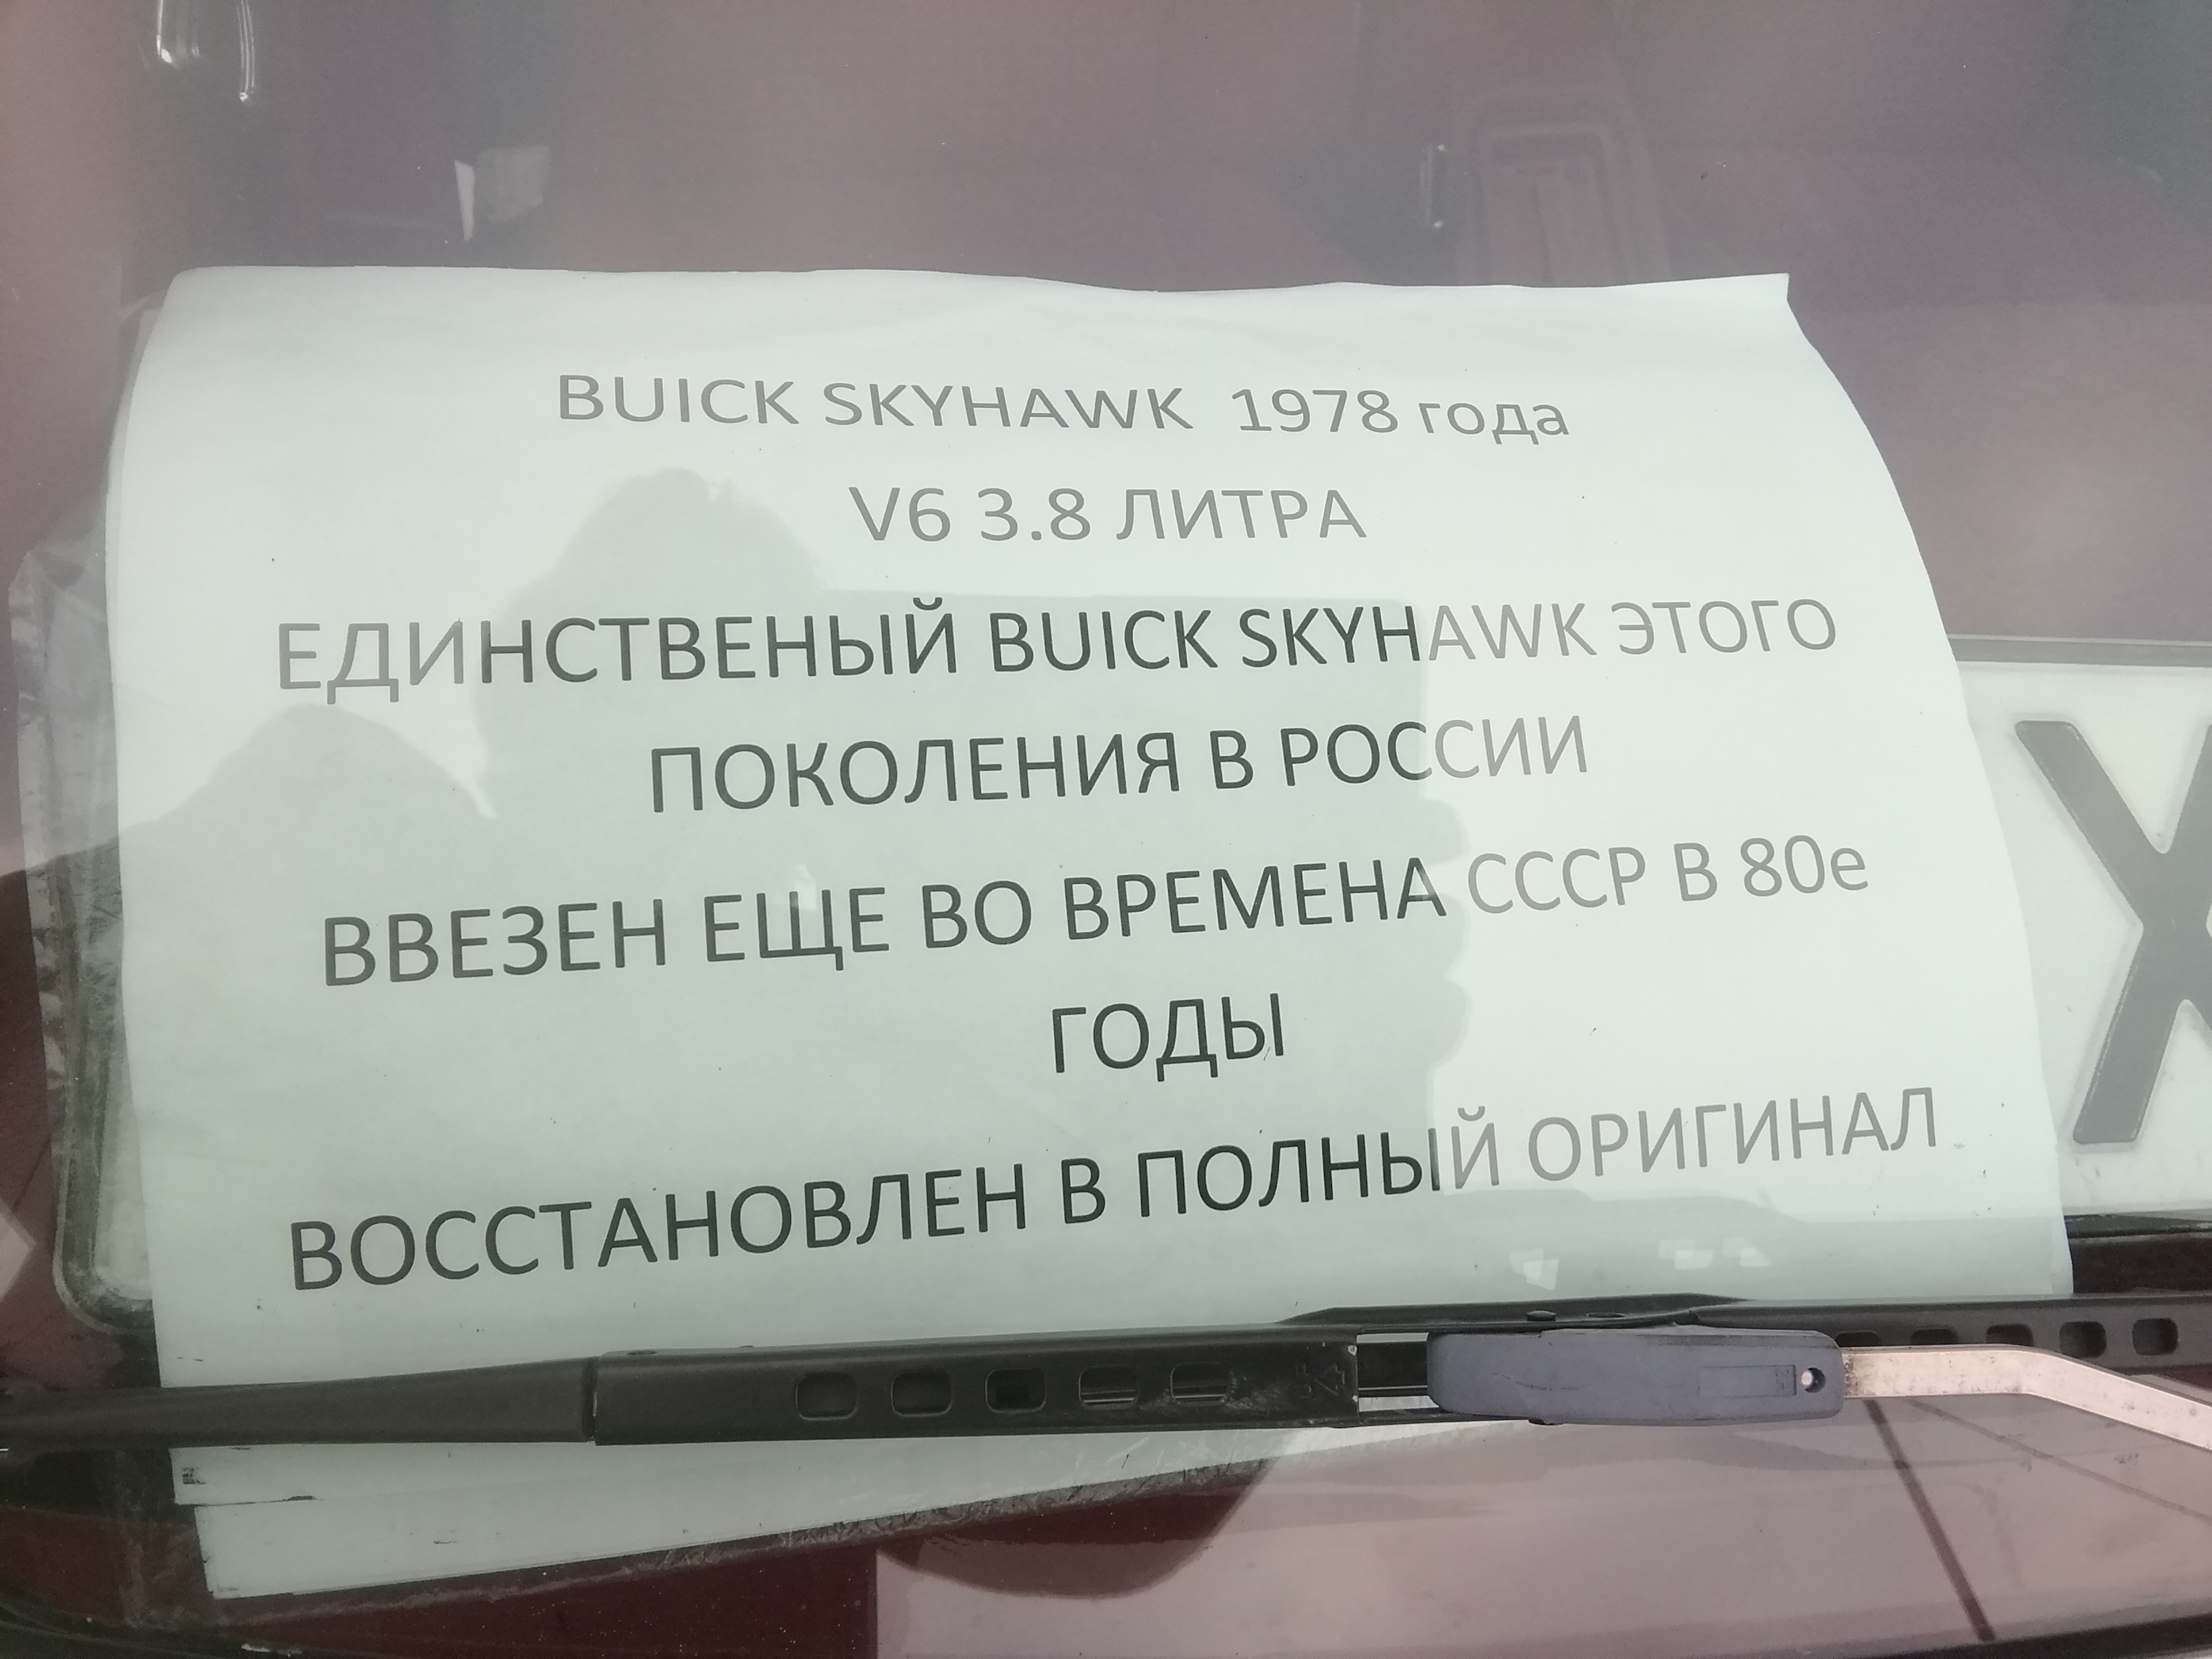 BUICK SKYHAWK 1978 года
V6 3.8 ЛИТРА
ЕДИНСТВЕНЫЙ BUICK SKYHAWK ЭТОГО
ПОКОЛЕНИЯ В РОССИИ
ВВЕЗЕН ЕЩЕ ВО ВРЕМЕНА СССР В 80е
ГОДЫ
ВОССТАНОВЛЕН В ПОЛНЫЙ ОРИГИНАЛ
X